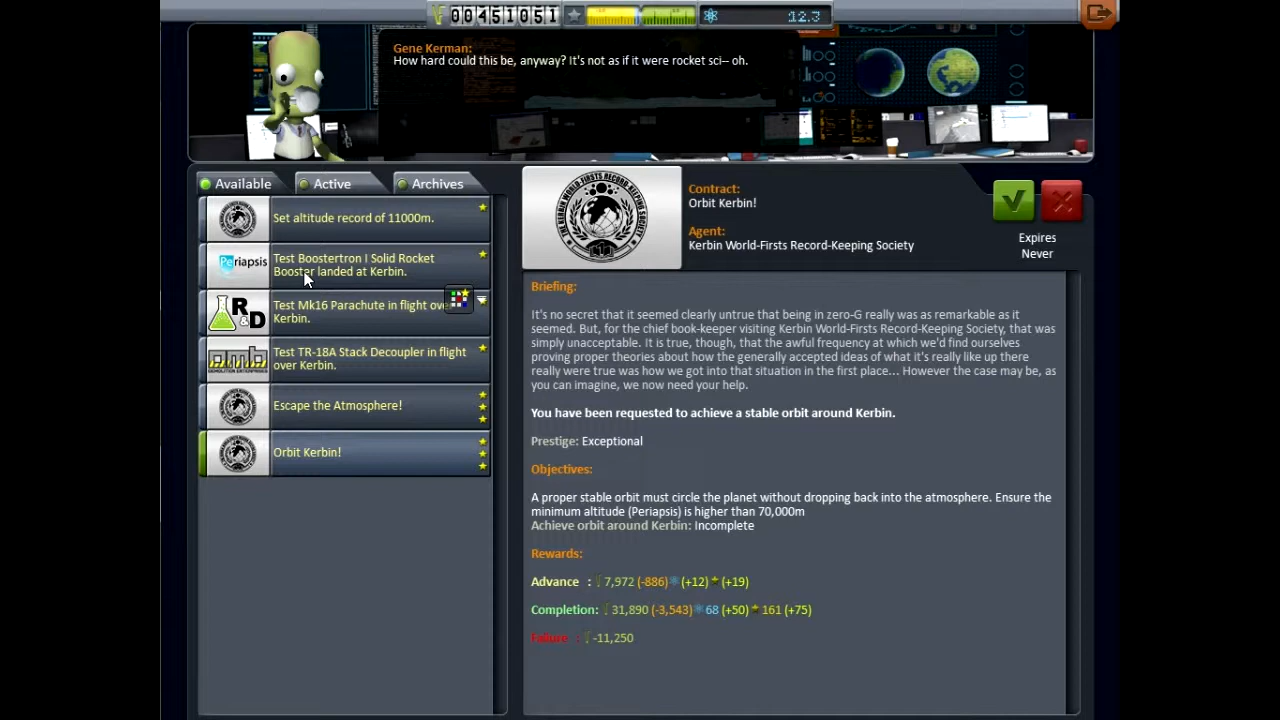 00451051
12.3
Gene Kerman:
How hard could this be, anyway? It's not as if it were rocket sci-- oh.
Available
Active
Archives
Set altitude record of 11000m.
Periapsis
Test Boostertron I Solid Rocket
Booster landed at Kerbin.
R&D
Test Mk16 Parachute in flight over
Kerbin.
Test TR-18A Stack Decoupler in flight
over Kerbin.
Escape the Atmosphere!
Orbit Kerbin!
Contract:
Orbit Kerbin!
Agent:
Kerbin World-Firsts Record-Keeping Society
Expires
Never
Briefing:
It's no secret that it seemed clearly untrue that being in zero-G really was as remarkable as it
seemed. But, for the chief book-keeper visiting Kerbin World-Firsts Record-Keeping Society, that was
simply unacceptable. It is true, though, that the awful frequency at which we'd find ourselves
proving proper theories about how the generally accepted ideas of what it's really like up there
really were true was how we got into that situation in the first place... However the case may be, as
you can imagine, we now need your help.
You have been requested to achieve a stable orbit around Kerbin.
Prestige: Exceptional
Objectives:
A proper stable orbit must circle the planet without dropping back into the atmosphere. Ensure the
minimum altitude (Periapsis) is higher than 70,000m
Achieve orbit around Kerbin: Incomplete
Rewards:
Advance : 7,972 (-886) (+12) (+19)
Completion: 31,890 (-3,543) 68 (+50) 161 (+75)
Failure : -11,250